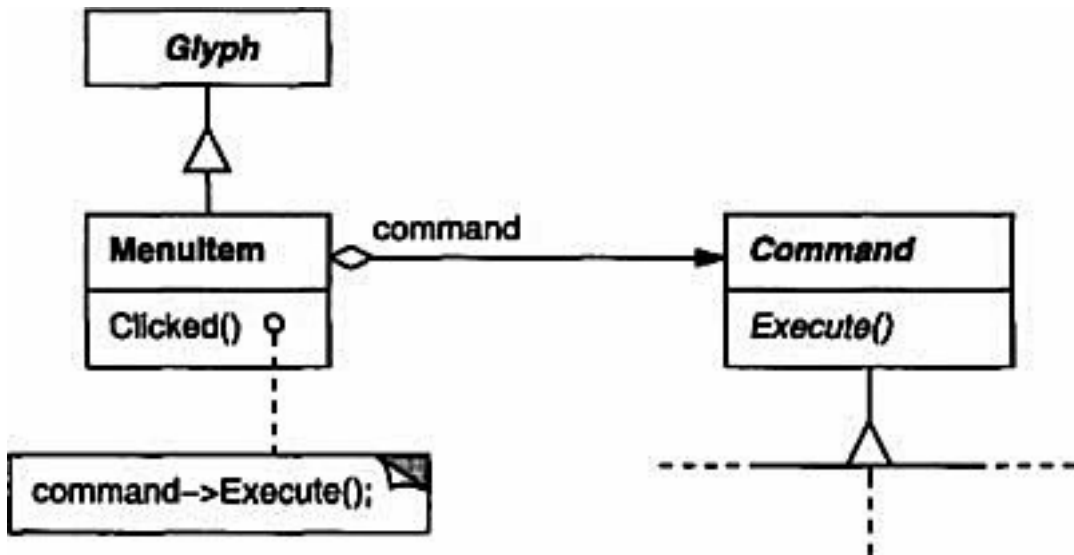 Glyph
MenuItem
command
Command
Clicked()
Execute()
command->Execute();